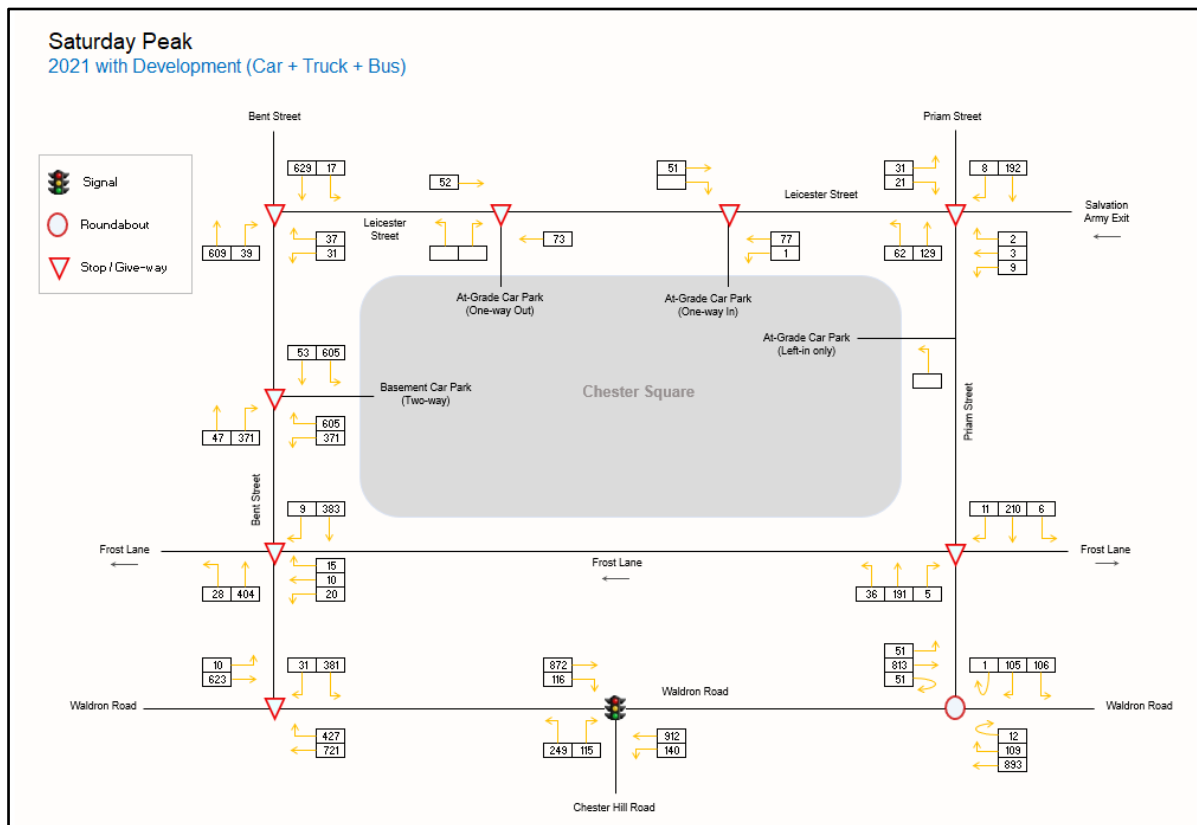 Saturday Peak
2021 with Development (Car + Truck + Bus)
Bent Street
Priam Street
Signal
Roundabout
Stop / Give-way
629 17
52
51
31
21
8 192
Leicester Street
Leicester
Street
Salvation
Army Exit
609 39
37
31
73
77
1
62 129
2
3
9
At-Grade Car Park
(One-way Out)
At-Grade Car Park
(One-way In)
At-Grade Car Park
(Left-in only)
53 605
Basement Car Park
(Two-way)
Chester Square
47 371
605
371
Priam Street
Bent Street
9 383
11 210 6
Frost Lane
Frost Lane
Frost Lane
28 404
15
10
20
36 191 5
10
623
31 381
872
116
51
813
51
1 105 106
Waldron Road
Waldron Road
Waldron Road
427
721
249 115
912
140
12
109
893
Chester Hill Road